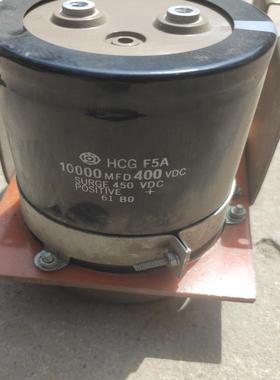 HCG F5A
10000 MFD 400 VDC
SURGE 450 VDC
POSITIVE +
61 B0